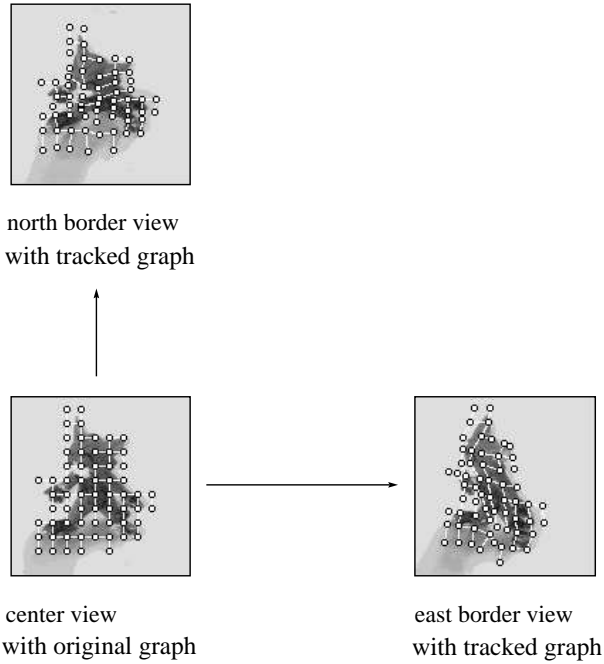 north border view
with tracked graph
center view
with original graph
east border view
with tracked graph